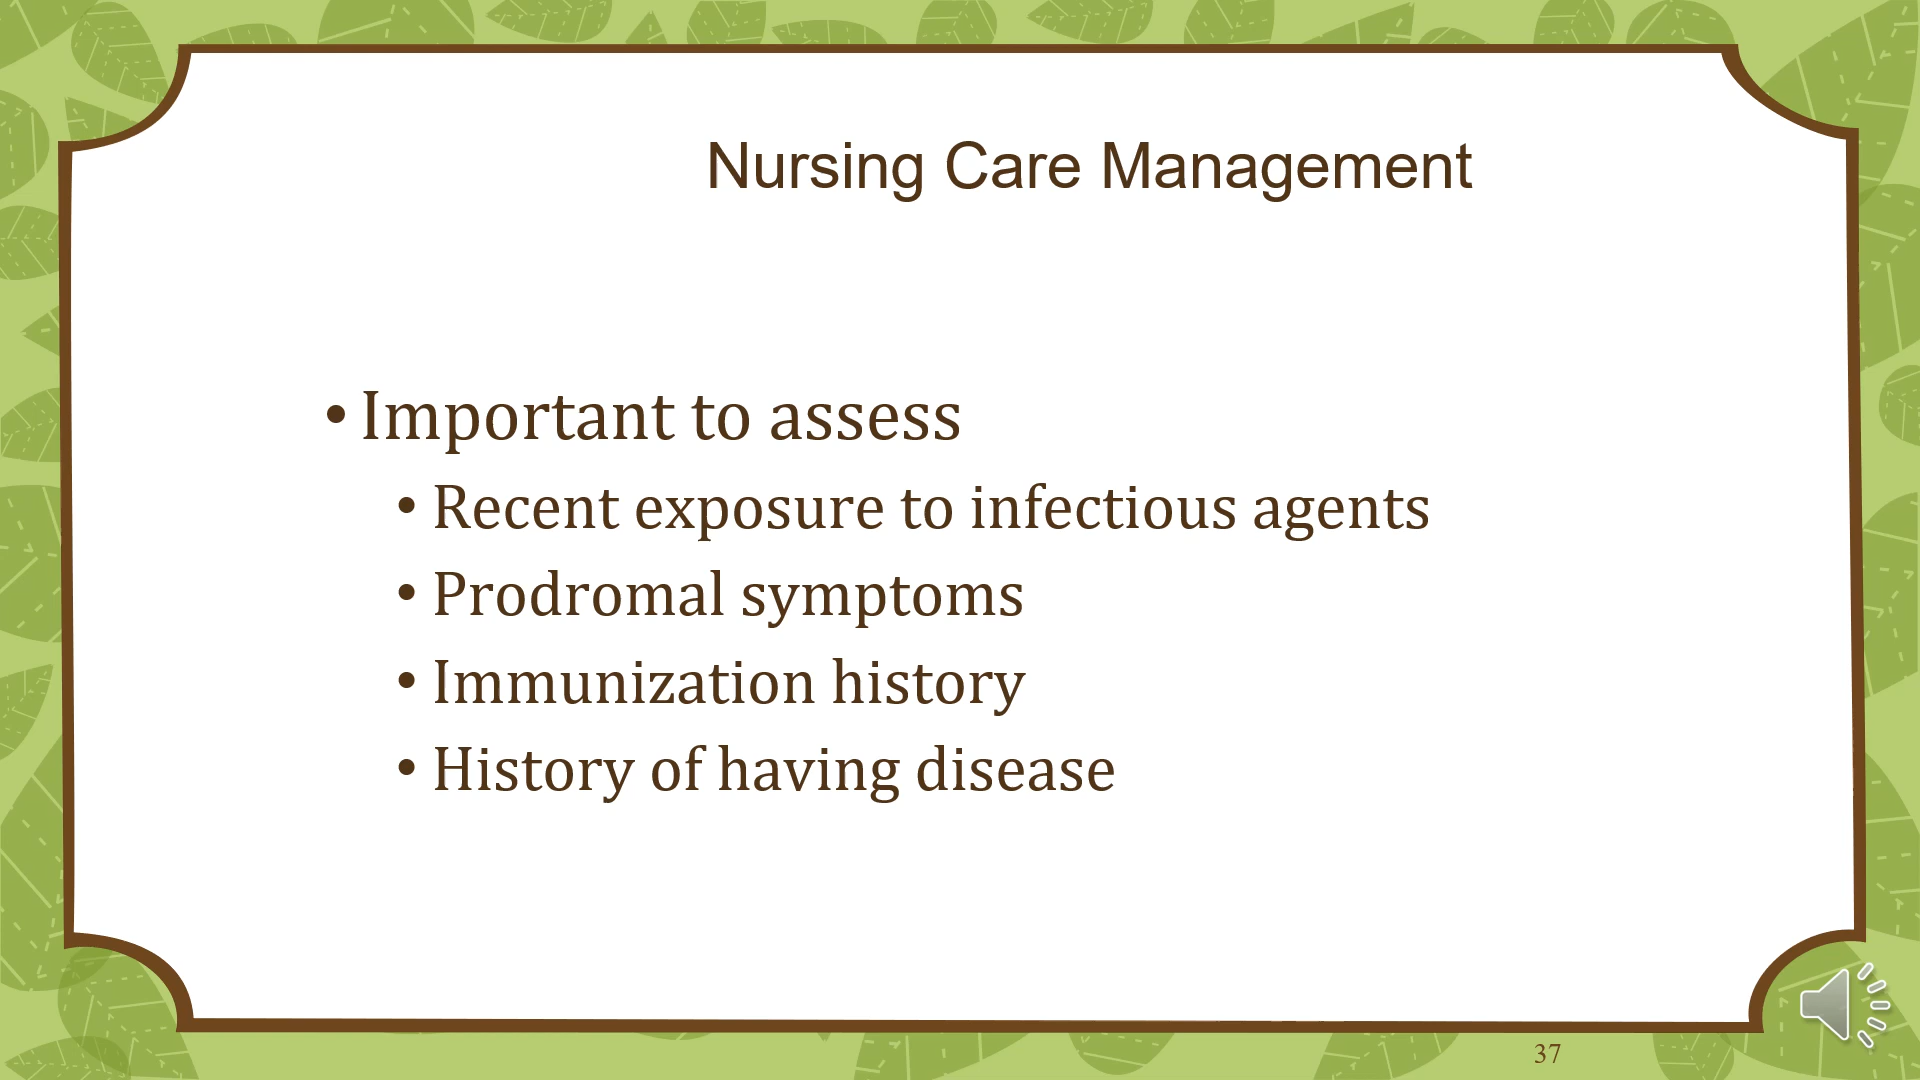 Nursing Care Management
• Important to assess
• Recent exposure to infectious agents
• Prodromal symptoms
• Immunization history
• History of having disease
37